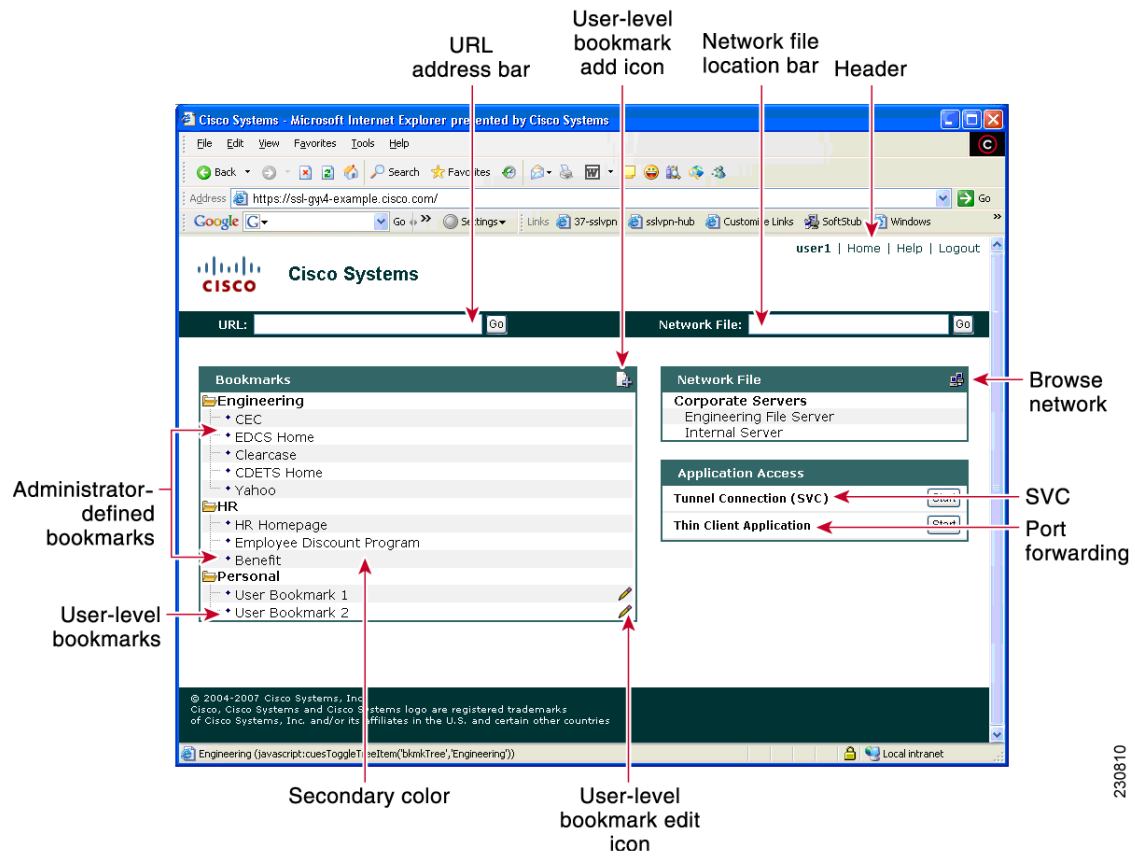 URL
address bar
User-level
bookmark
add icon
Network file
location bar
Header
Cisco Systems - Microsoft Internet Explorer presented by Cisco Systems
File Edit View Favorites Tools Help
Back Search Favorites
Address https://ssl-gw4-example.cisco.com/ Go
Google G Go Settings Links 37-sslvpn sslvpn-hub Customize Links SoftStub Windows
user1 | Home | Help | Logout
CISCO
Cisco Systems
URL: Go Network File: Go
Bookmarks
Engineering
CEC
EDCS Home
Clearcase
CDETS Home
Yahoo
HR
HR Homepage
Employee Discount Program
Benefit
Personal
User Bookmark 1
User Bookmark 2
Network File
Corporate Servers
Engineering File Server
Internal Server
Application Access
Tunnel Connection (SVC) Start
Thin Client Application Start
Browse
network
SVC
Port
forwarding
Administrator-
defined
bookmarks
User-level
bookmarks
© 2004-2007 Cisco Systems, Inc
Cisco, Cisco Systems and Cisco Systems logo are registered trademarks
of Cisco Systems, Inc. and/or its affiliates in the U.S. and certain other countries
Engineering (javascript:cuesToggleTreeItem('bkmkTree','Engineering')) Local intranet
Secondary color
User-level
bookmark edit
icon
230810